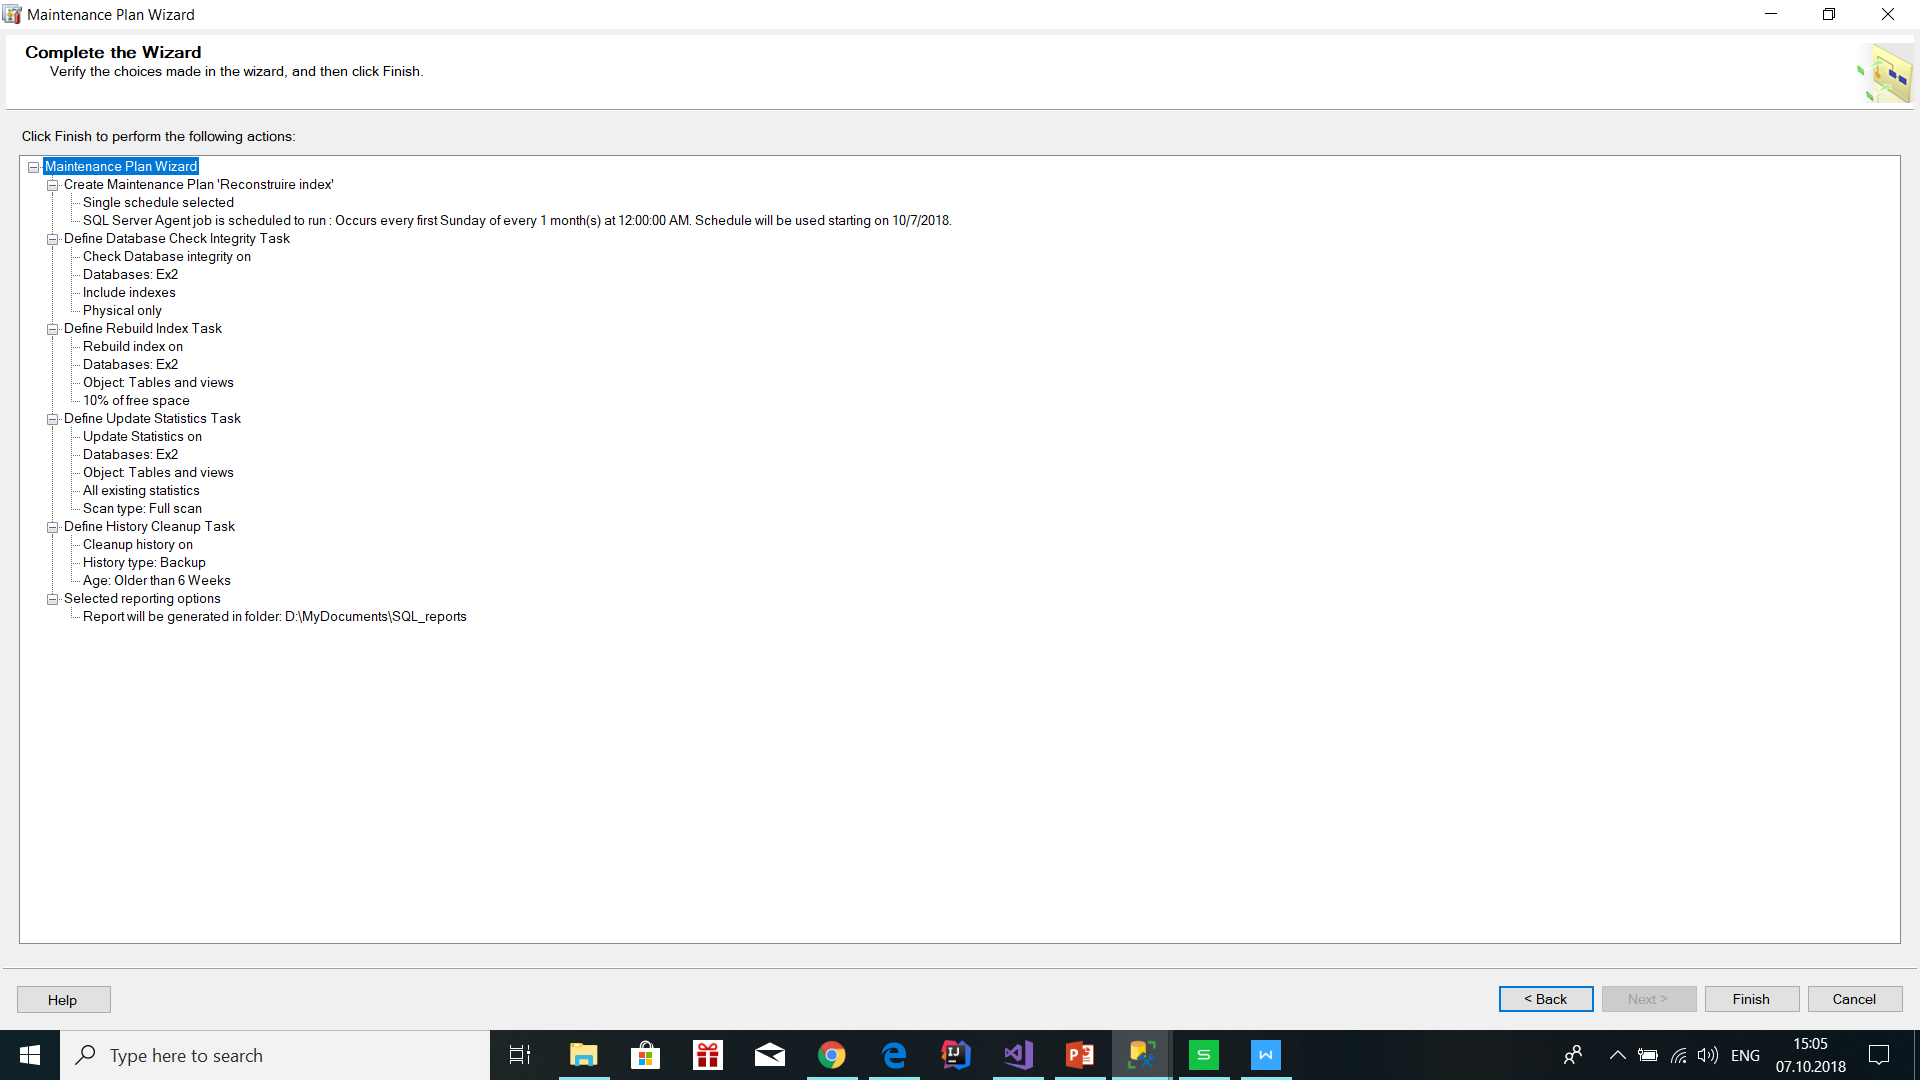 Maintenance Plan Wizard
Complete the Wizard
Verify the choices made in the wizard, and then click Finish.
Click Finish to perform the following actions:
Maintenance Plan Wizard
Create Maintenance Plan 'Reconstruire index'
Single schedule selected
SQL Server Agent job is scheduled to run : Occurs every first Sunday of every 1 month(s) at 12:00:00 AM. Schedule will be used starting on 10/7/2018.
Define Database Check Integrity Task
Check Database integrity on
Databases: Ex2
Include indexes
Physical only
Define Rebuild Index Task
Rebuild index on
Databases: Ex2
Object: Tables and views
10% of free space
Define Update Statistics Task
Update Statistics on
Databases: Ex2
Object: Tables and views
All existing statistics
Scan type: Full scan
Define History Cleanup Task
Cleanup history on
History type: Backup
Age: Older than 6 Weeks
Selected reporting options
Report will be generated in folder: D:\MyDocuments\SQL_reports
Help
< Back
Next >
Finish
Cancel
Type here to search
IJ
P
S
W
ENG
15:05
07.10.2018